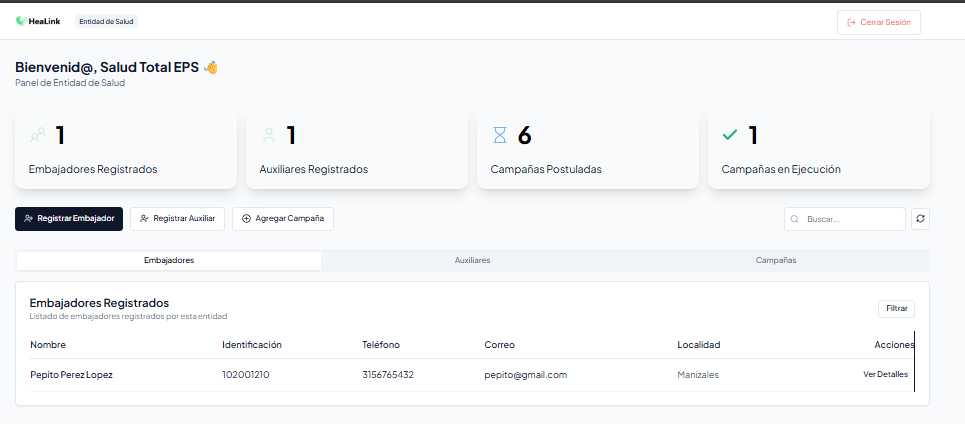 HeaLink Entidad de Salud Cerrar Sesión
Bienvenid@, Salud Total EPS 👋
Panel de Entidad de Salud
1
Embajadores Registrados
1
Auxiliares Registrados
6
Campañas Postuladas
1
Campañas en Ejecución
Registrar Embajador Registrar Auxiliar Agregar Campaña Buscar...
Embajadores Auxiliares Campañas
Embajadores Registrados
Listado de embajadores registrados por esta entidad
Filtrar
Nombre Identificación Teléfono Correo Localidad Acciones
Pepito Perez Lopez 102001210 3156765432 pepito@gmail.com Manizales Ver Detalles